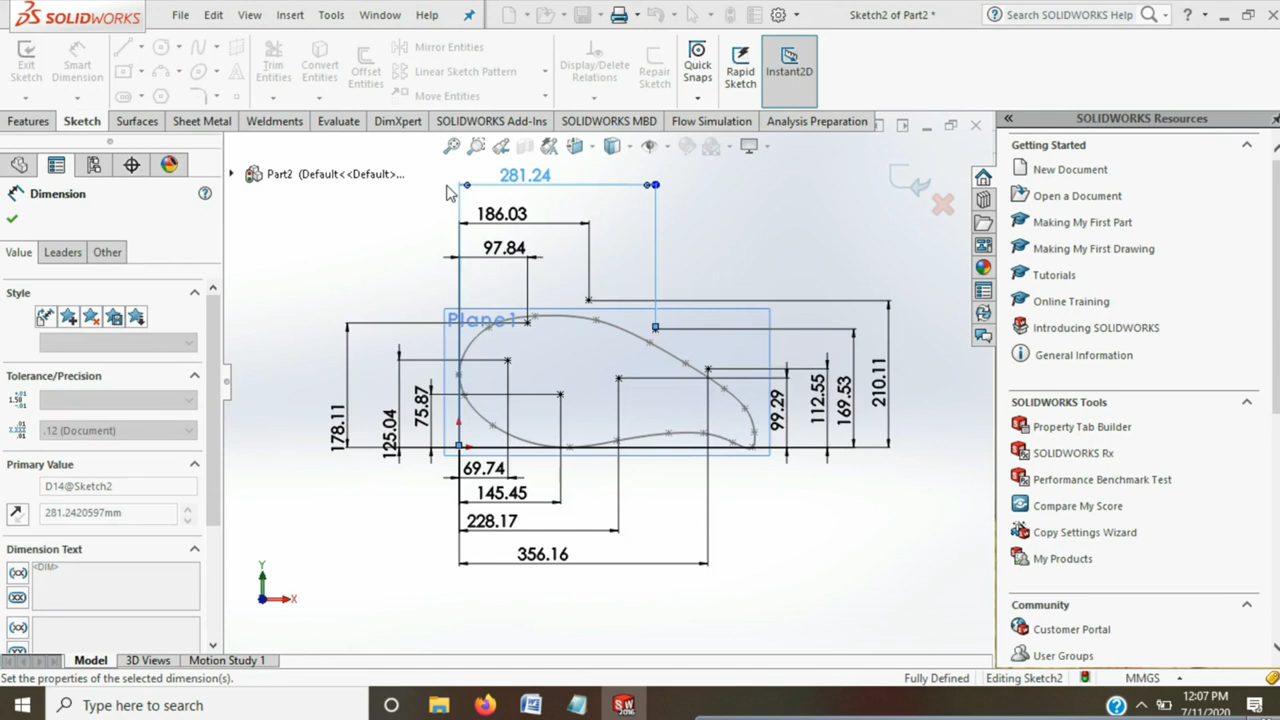 SOLIDWORKS
File Edit View Insert Tools Window Help
Sketch2 of Part2 *
Search SOLIDWORKS Help
Exit Sketch
Smart Dimension
Trim Entities
Convert Entities
Offset Entities
Mirror Entities
Linear Sketch Pattern
Move Entities
Display/Delete Relations
Repair Sketch
Quick Snaps
Rapid Sketch
Instant2D
Features Sketch Surfaces Sheet Metal Weldments Evaluate DimXpert SOLIDWORKS Add-Ins SOLIDWORKS MBD Flow Simulation Analysis Preparation
Part2 (Default<<Default>...
Dimension
Value Leaders Other
Style
Tolerance/Precision
.12 (Document)
Primary Value
D14@Sketch2
281.2420597mm
Dimension Text
<DIM>
281.24
186.03
97.84
Plane1
178.11
125.04
75.87
99.29
112.55
169.53
210.11
69.74
145.45
228.17
356.16
Y
X
SOLIDWORKS Resources
Getting Started
New Document
Open a Document
Making My First Part
Making My First Drawing
Tutorials
Online Training
Introducing SOLIDWORKS
General Information
SOLIDWORKS Tools
Property Tab Builder
SOLIDWORKS Rx
Performance Benchmark Test
Compare My Score
Copy Settings Wizard
My Products
Community
Customer Portal
User Groups
Model 3D Views Motion Study 1
Set the properties of the selected dimension(s).
Fully Defined Editing Sketch2 MMGS
Type here to search
12:07 PM
7/11/2020